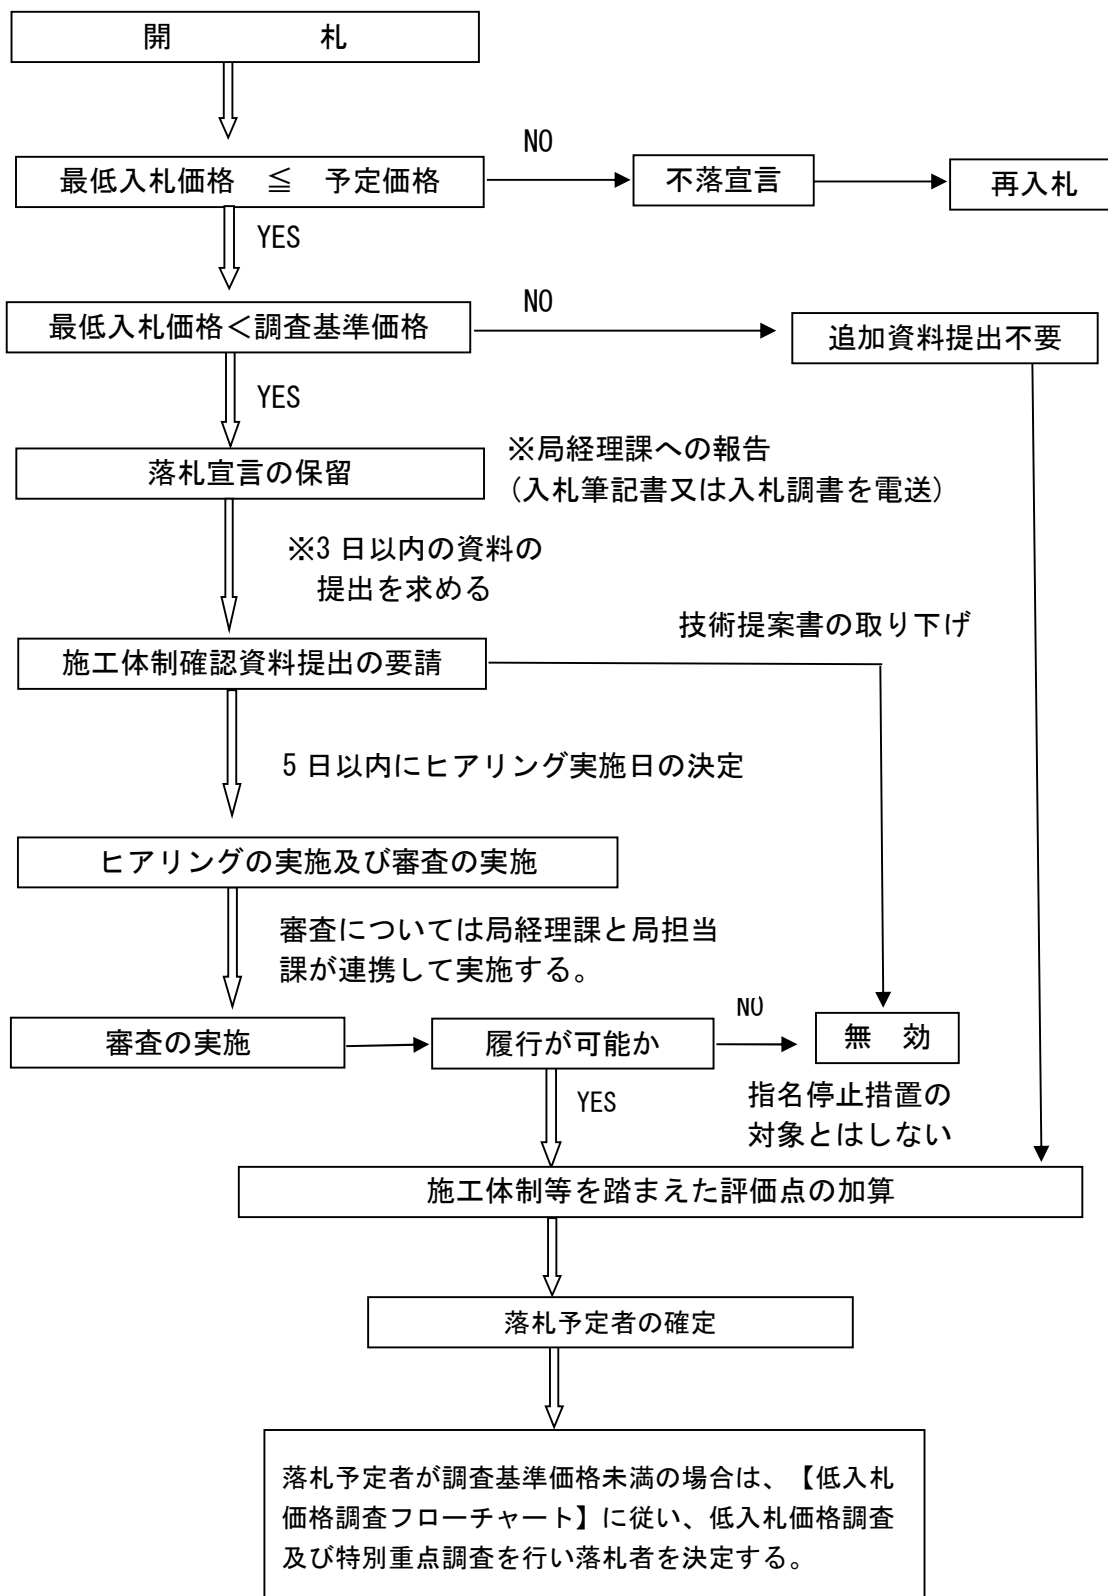 開　　　　　札
NO
最低入札価格　≦　予定価格
不落宣言
再入札
YES
NO
最低入札価格＜調査基準価格
追加資料提出不要
YES
※局経理課への報告
落札宣言の保留
（入札筆記書又は入札調書を電送）
※3 日以内の資料の
提出を求める
技術提案書の取り下げ
施工体制確認資料提出の要請
5 日以内にヒアリング実施日の決定
ヒアリングの実施及び審査の実施
審査については局経理課と局担当
課が連携して実施する。
NO
審査の実施
履行が可能か
無　効
YES
指名停止措置の
対象とはしない
施工体制等を踏まえた評価点の加算
落札予定者の確定
落札予定者が調査基準価格未満の場合は、【低入札
価格調査フローチャート】に従い、低入札価格調査
及び特別重点調査を行い落札者を決定する。